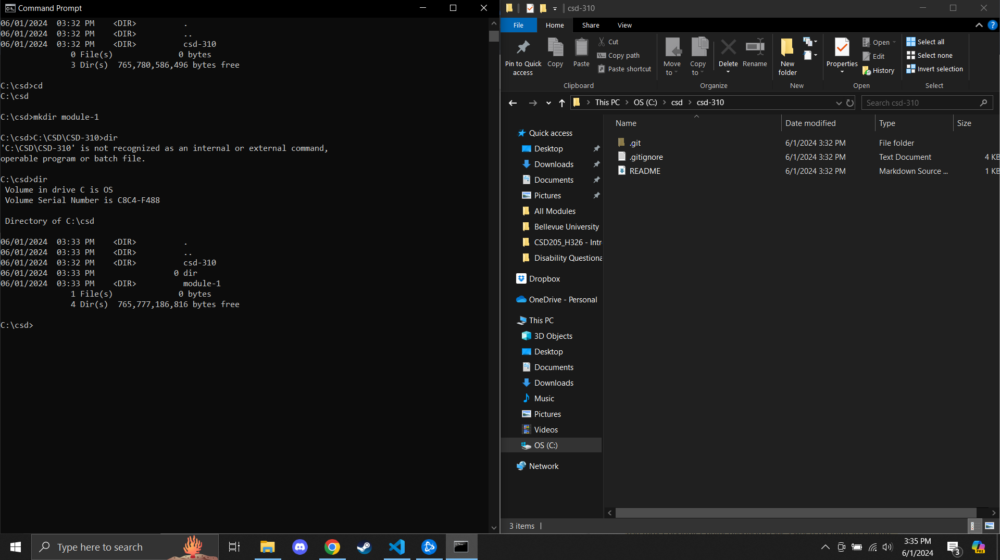 Command Prompt
06/01/2024  03:32 PM    <DIR>          .
06/01/2024  03:32 PM    <DIR>          ..
06/01/2024  03:32 PM    <DIR>          csd-310
               0 File(s)              0 bytes
               3 Dir(s)  765,780,586,496 bytes free
C:\csd>cd
C:\csd
C:\csd>mkdir module-1
C:\csd>C:\CSD\CSD-310>dir
'C:\CSD\CSD-310' is not recognized as an internal or external command,
operable program or batch file.
C:\csd>dir
 Volume in drive C is OS
 Volume Serial Number is C8C4-F488
 Directory of C:\csd
06/01/2024  03:33 PM    <DIR>          .
06/01/2024  03:33 PM    <DIR>          ..
06/01/2024  03:32 PM    <DIR>          csd-310
06/01/2024  03:33 PM                 0 dir
06/01/2024  03:33 PM    <DIR>          module-1
               1 File(s)              0 bytes
               4 Dir(s)  765,777,186,816 bytes free
C:\csd>
csd-310
File Home Share View
Pin to Quick access
Copy
Paste
Cut
Copy path
Paste shortcut
Clipboard
Move to
Copy to
Delete
Rename
Organize
New folder
New
Properties
Open
Edit
History
Open
Select all
Select none
Invert selection
Select
This PC > OS (C:) > csd > csd-310
Search csd-310
Name Date modified Type Size
.git 6/1/2024 3:32 PM File folder
.gitignore 6/1/2024 3:32 PM Text Document 4 KB
README 6/1/2024 3:32 PM Markdown Source ... 1 KB
Quick access
Desktop
Downloads
Documents
Pictures
All Modules
Bellevue University
CSD205_H326 - Intr
Disability Questiona
Dropbox
OneDrive - Personal
This PC
3D Objects
Desktop
Documents
Downloads
Music
Pictures
Videos
OS (C:)
Network
3 items
Type here to search
3:35 PM
6/1/2024
3
PRE